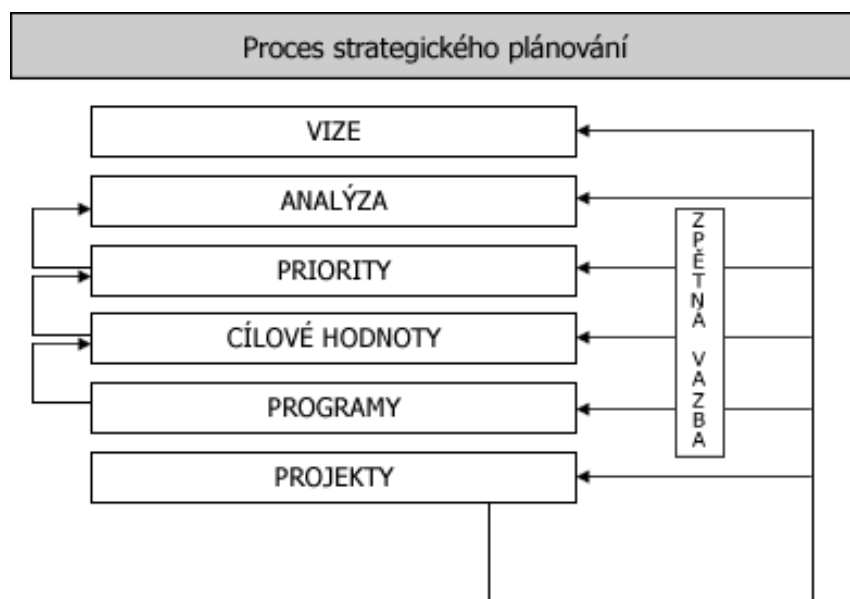 Proces strategického plánování
VIZE
ANALÝZA
PRIORITY
CÍLOVÉ HODNOTY
PROGRAMY
PROJEKTY
ZPĚTNÁ VAZBA